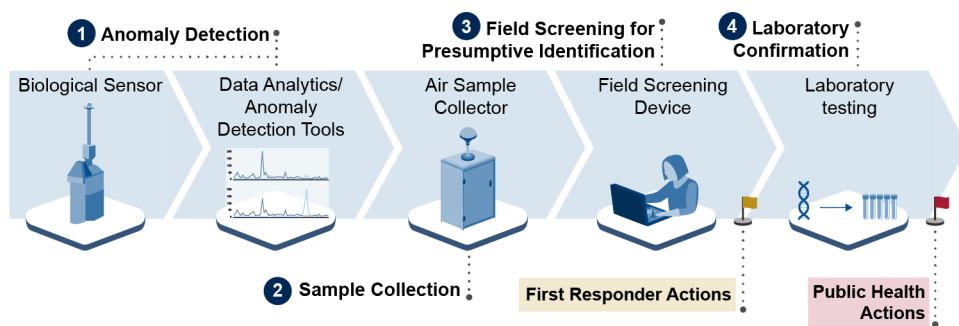 1 Anomaly Detection
3 Field Screening for
Presumptive Identification
4 Laboratory
Confirmation
Biological Sensor
Data Analytics/
Anomaly
Detection Tools
Air Sample
Collector
Field Screening
Device
Laboratory
testing
2 Sample Collection
First Responder Actions
Public Health
Actions